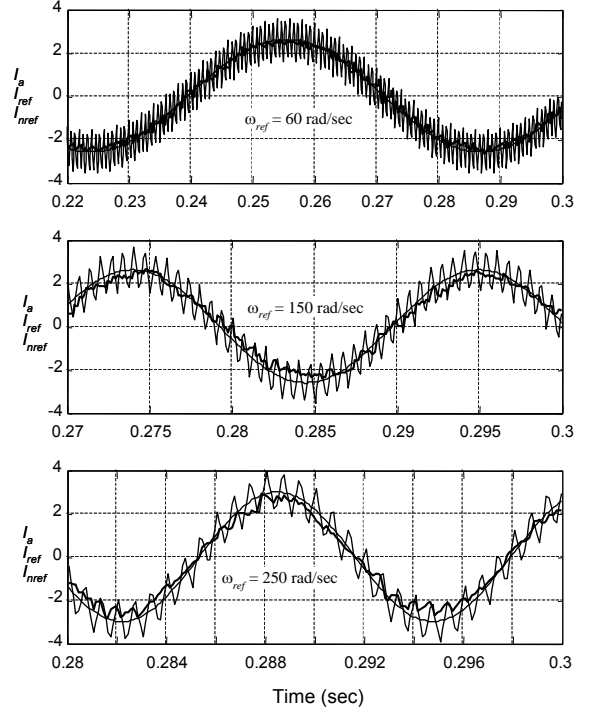 4
2
0
-2
-4
I_a
I_ref
I_nref
ω_ref = 60 rad/sec
0.22 0.23 0.24 0.25 0.26 0.27 0.28 0.29 0.3
4
2
0
-2
-4
I_a
I_ref
I_nref
ω_ref = 150 rad/sec
0.27 0.275 0.28 0.285 0.29 0.295 0.3
4
2
0
-2
-4
I_a
I_ref
I_nref
ω_ref = 250 rad/sec
0.28 0.284 0.288 0.292 0.296 0.3
Time (sec)